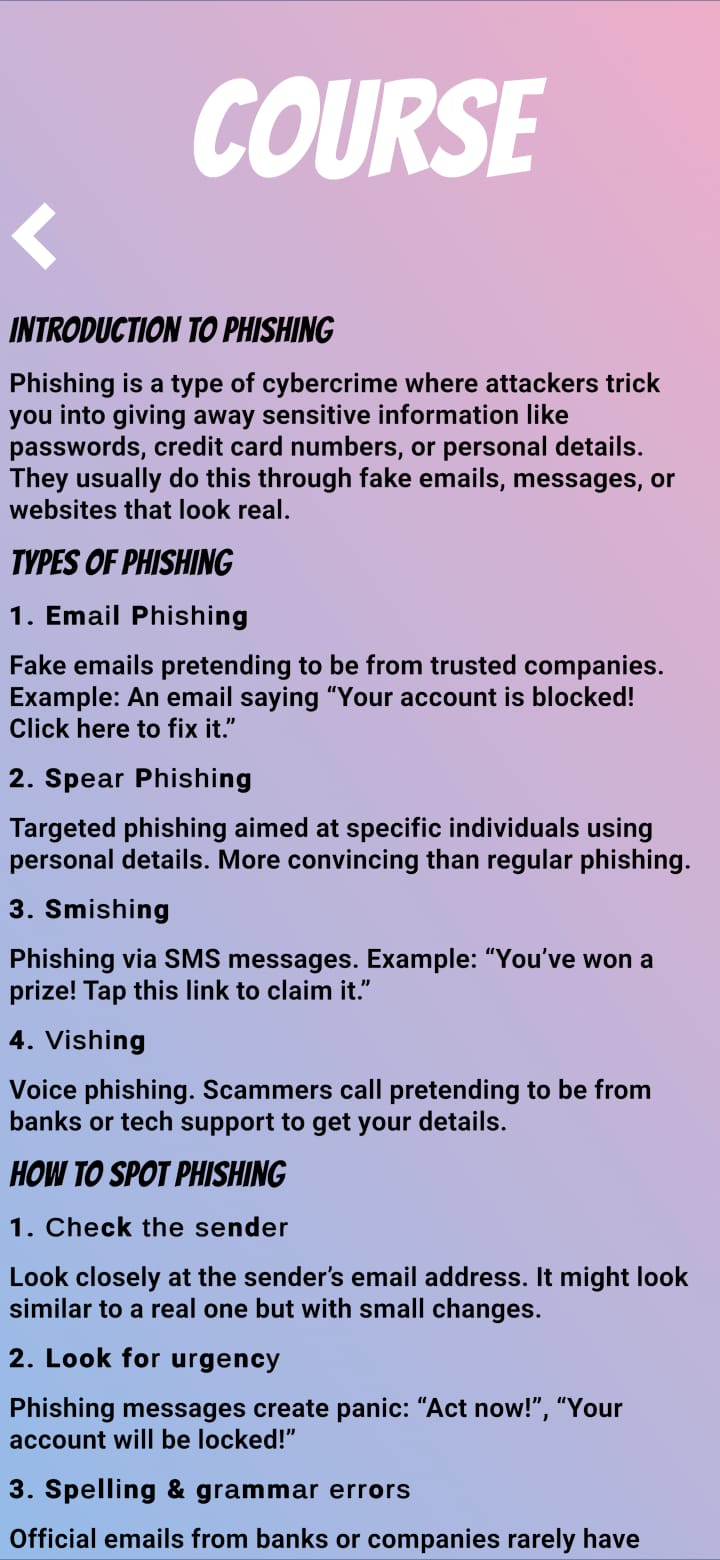 COURSE
INTRODUCTION TO PHISHING
Phishing is a type of cybercrime where attackers trick
you into giving away sensitive information like
passwords, credit card numbers, or personal details.
They usually do this through fake emails, messages, or
websites that look real.
TYPES OF PHISHING
1. Email Phishing
Fake emails pretending to be from trusted companies.
Example: An email saying “Your account is blocked!
Click here to fix it.”
2. Spear Phishing
Targeted phishing aimed at specific individuals using
personal details. More convincing than regular phishing.
3. Smishing
Phishing via SMS messages. Example: “You’ve won a
prize! Tap this link to claim it.”
4. Vishing
Voice phishing. Scammers call pretending to be from
banks or tech support to get your details.
HOW TO SPOT PHISHING
1. Check the sender
Look closely at the sender’s email address. It might look
similar to a real one but with small changes.
2. Look for urgency
Phishing messages create panic: “Act now!”, “Your
account will be locked!”
3. Spelling & grammar errors
Official emails from banks or companies rarely have